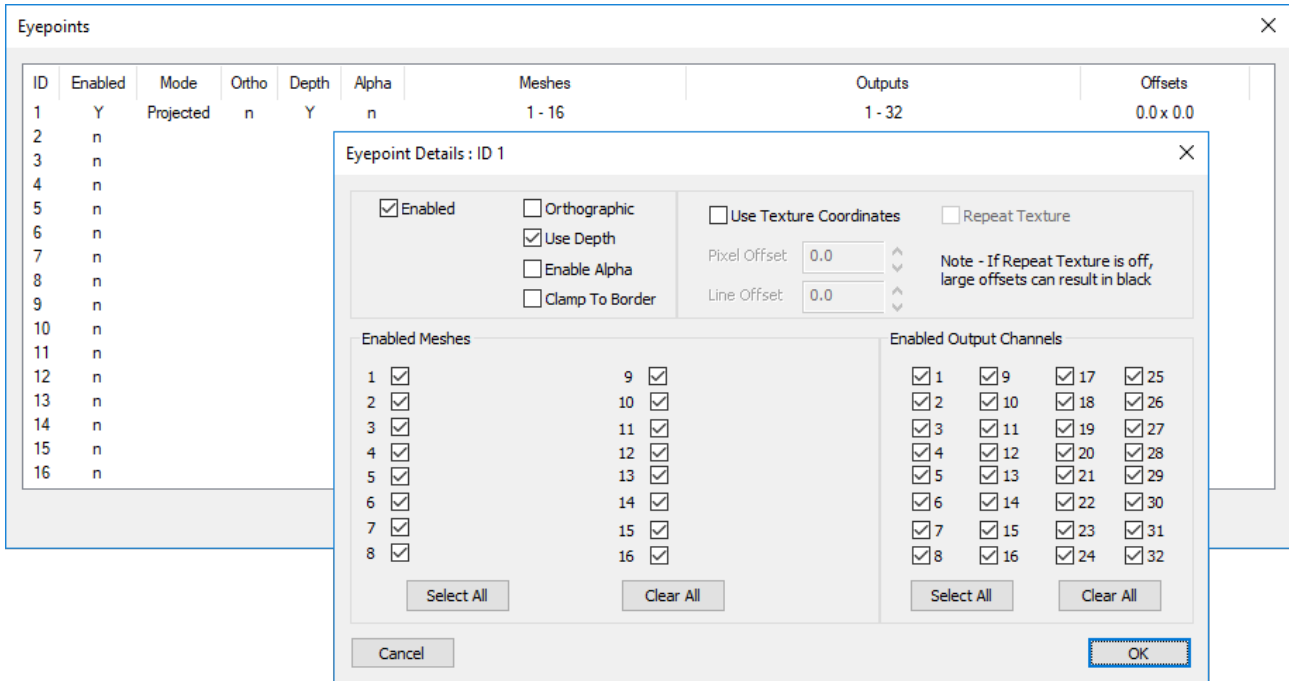 Eyepoints
ID Enabled Mode Ortho Depth Alpha Meshes Outputs Offsets
1 Y Projected n Y n 1 - 16 1 - 32 0.0 x 0.0
2 n
3 n
4 n
5 n
6 n
7 n
8 n
9 n
10 n
11 n
12 n
13 n
14 n
15 n
16 n
Eyepoint Details : ID 1
Enabled
Orthographic
Use Depth
Enable Alpha
Clamp To Border
Use Texture Coordinates
Repeat Texture
Pixel Offset 0.0
Line Offset 0.0
Note - If Repeat Texture is off,
large offsets can result in black
Enabled Meshes
1 9
2 10
3 11
4 12
5 13
6 14
7 15
8 16
Select All Clear All
Enabled Output Channels
1 9 17 25
2 10 18 26
3 11 19 27
4 12 20 28
5 13 21 29
6 14 22 30
7 15 23 31
8 16 24 32
Select All Clear All
Cancel OK